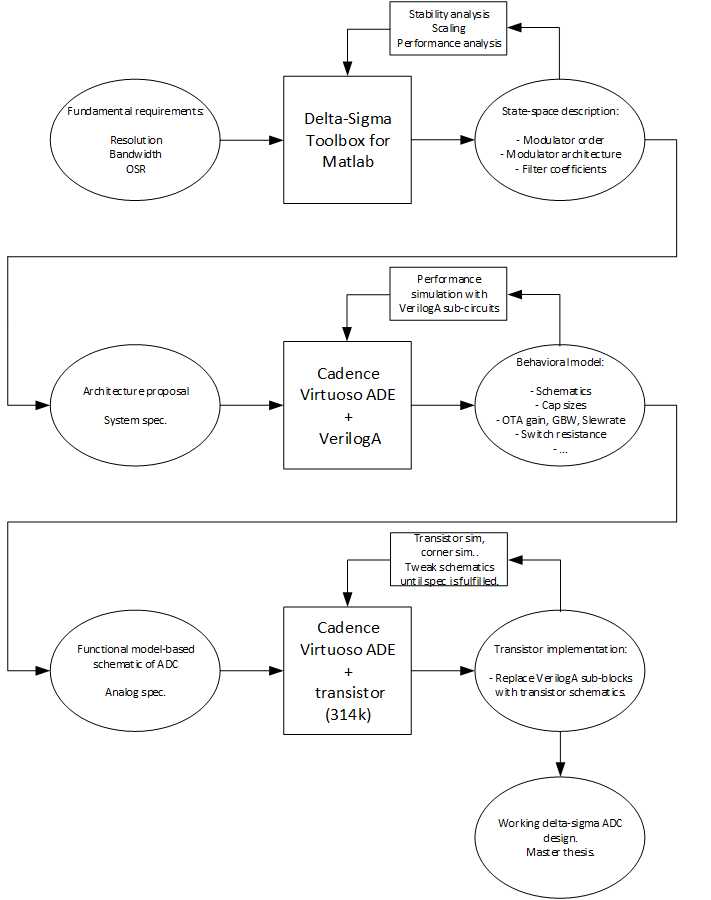 Stability analysis
Scaling
Performance analysis
Fundamental requirements:
Resolution
Bandwidth
OSR
Delta-Sigma
Toolbox for
Matlab
State-space description:
- Modulator order
- Modulator architecture
- Filter coefficients
Performance
simulation with
VerilogA sub-circuits
Architecture proposal
System spec.
Cadence
Virtuoso ADE
+
VerilogA
Behavioral model:
- Schematics
- Cap sizes
- OTA gain, GBW, Slewrate
- Switch resistance
- ...
Transistor sim,
corner sim..
Tweak schematics
until spec is fulfilled.
Functional model-based
schematic of ADC
Analog spec.
Cadence
Virtuoso ADE
+
transistor
(314k)
Transistor implementation:
- Replace VerilogA sub-blocks
with transistor schematics.
Working delta-sigma ADC
design.
Master thesis.